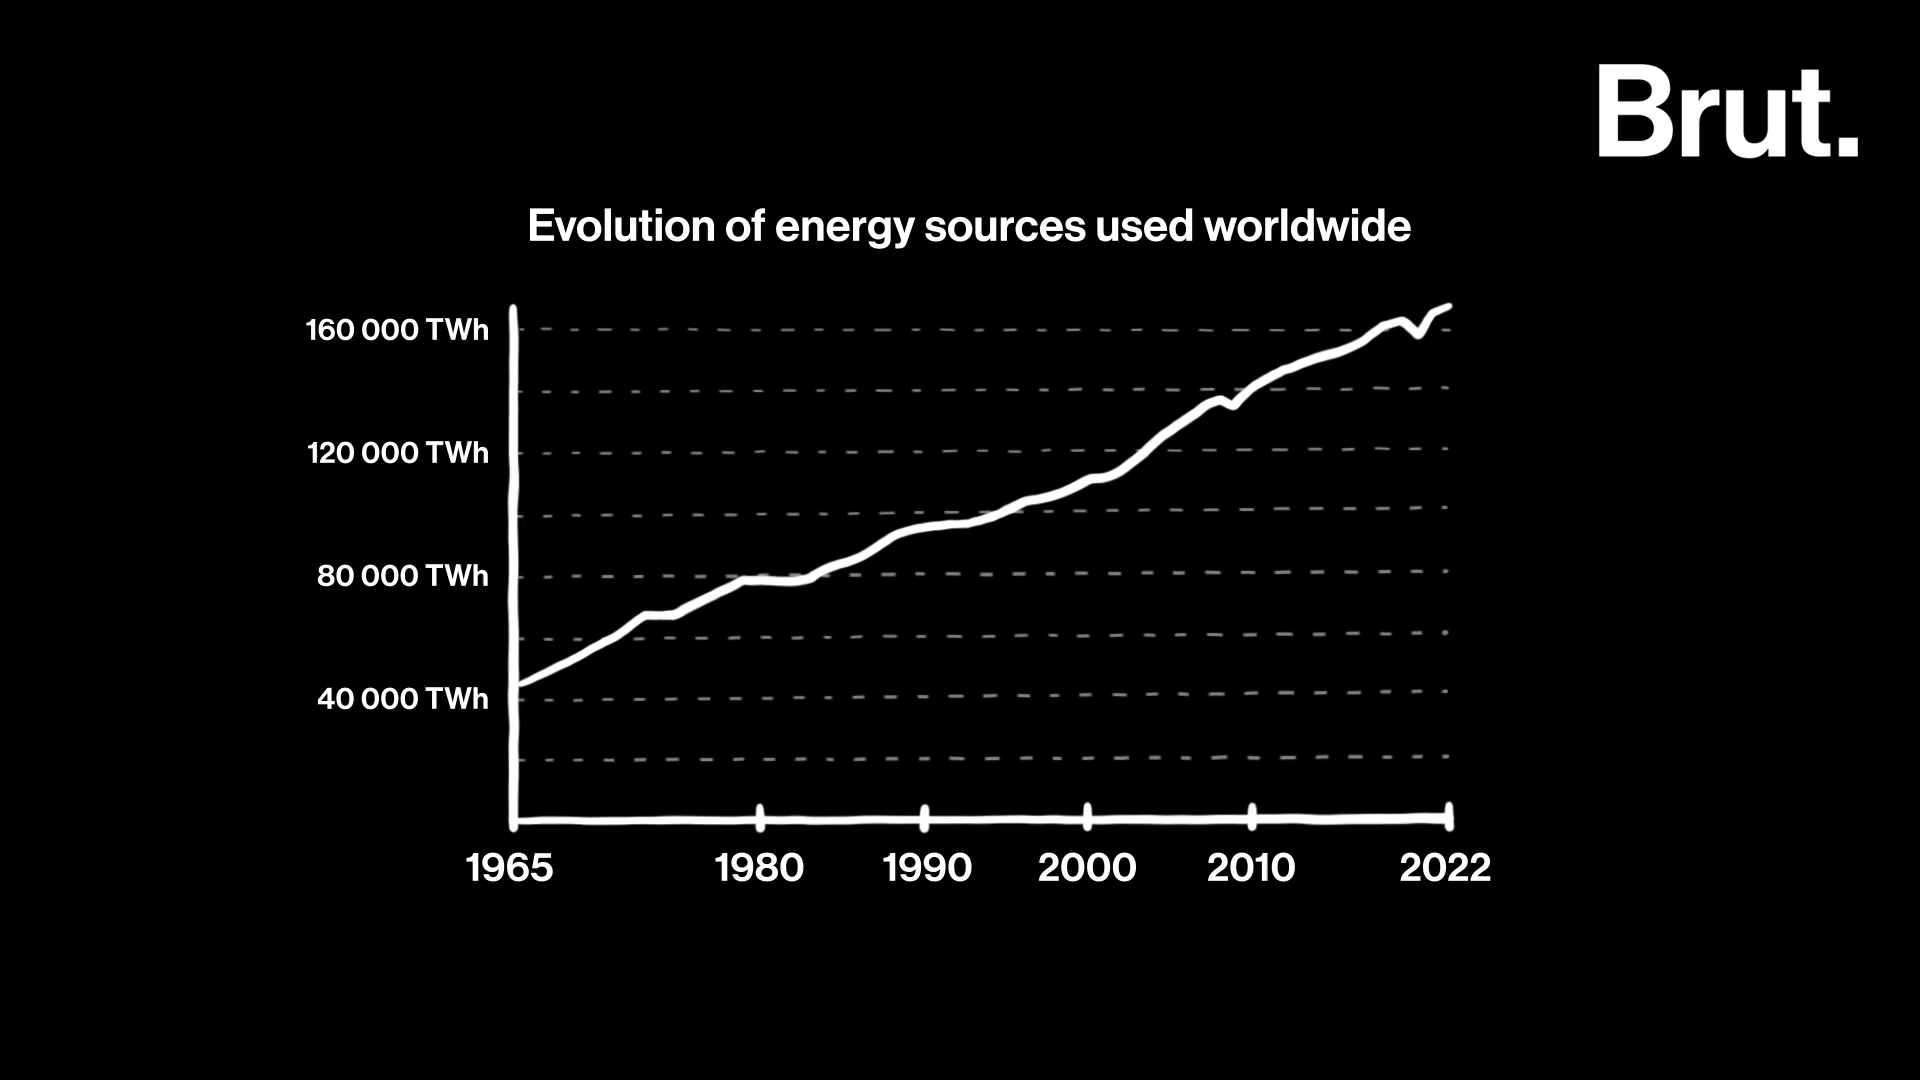 Brut.
Evolution of energy sources used worldwide
160 000 TWh
120 000 TWh
80 000 TWh
40 000 TWh
1965 1980 1990 2000 2010 2022